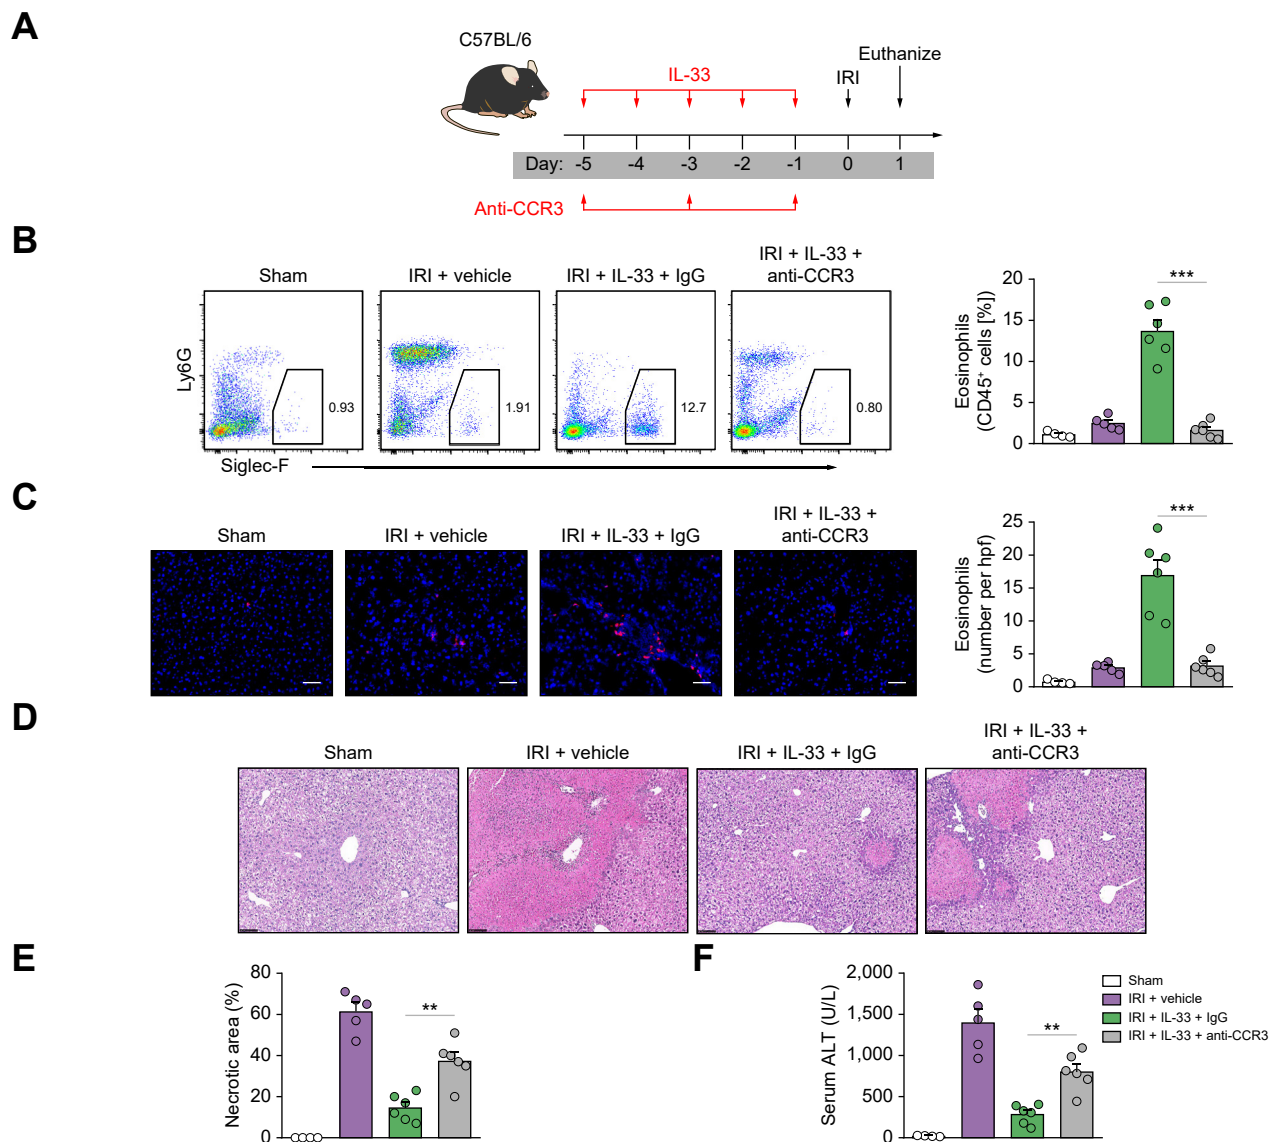 A
C57BL/6
IL-33
IRI
Euthanize
Day: -5 -4 -3 -2 -1 0 1
Anti-CCR3
B
Sham
IRI + vehicle
IRI + IL-33 + IgG
IRI + IL-33 +
anti-CCR3
Ly6G
0.93
1.91
12.7
0.80
Siglec-F
Eosinophils
(CD45+ cells [%])
20
15
10
5
0
***
C
Sham
IRI + vehicle
IRI + IL-33 + IgG
IRI + IL-33 +
anti-CCR3
Eosinophils
(number per hpf)
25
20
15
10
5
0
***
D
Sham
IRI + vehicle
IRI + IL-33 + IgG
IRI + IL-33 +
anti-CCR3
E
Necrotic area (%)
80
60
40
20
0
**
F
Serum ALT (U/L)
2,000
1,500
1,000
500
0
**
Sham
IRI + vehicle
IRI + IL-33 + IgG
IRI + IL-33 + anti-CCR3